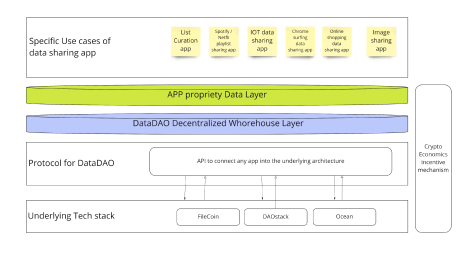 Specific Use cases of
data sharing app
List
Curation
app
Spotify /
Netfli
playlist
sharing app
IOT data
sharing
app
Chrome
surfing
data
sharing app
Online
shopping
data
sharing app
Image
sharing
app
APP propriety Data Layer
DataDAO Decentralized Whorehouse Layer
Protocol for DataDAO
API to connect any app into the underlying architecture
Crypto
Economics
incentive
mechanism
Underlying Tech stack
FileCoin
DAOstack
Ocean